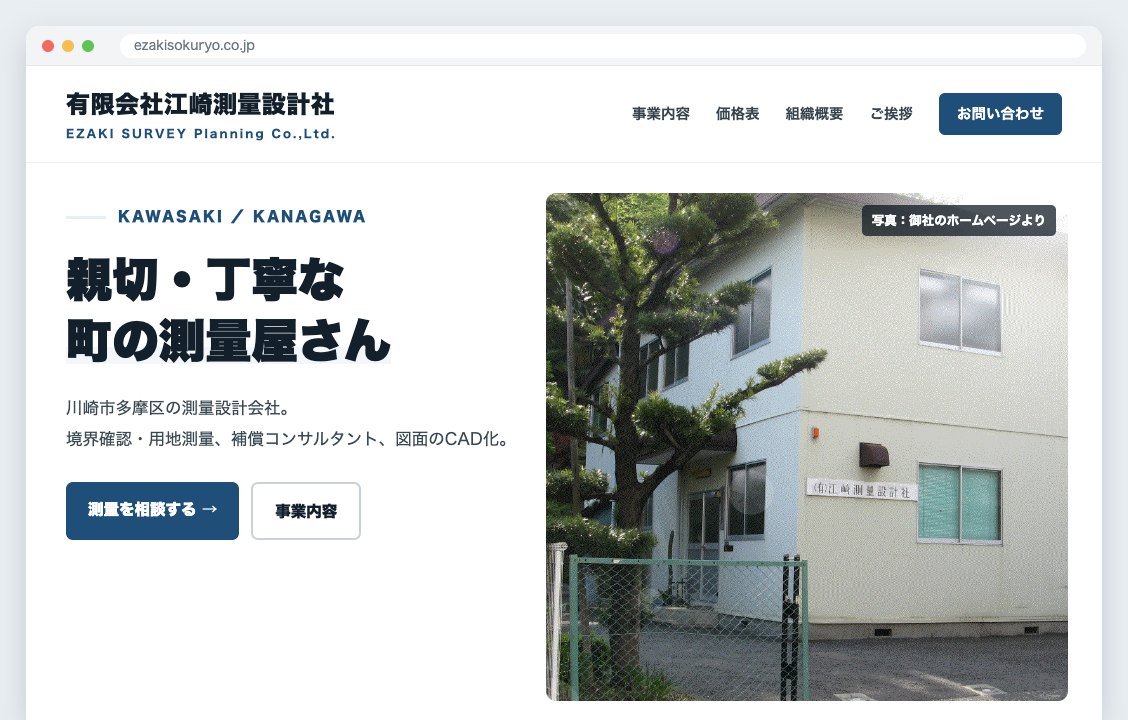 ezakisokuryo.co.jp
有限会社江崎測量設計社
EZAKI SURVEY Planning Co.,Ltd.
事業内容
価格表
組織概要
ご挨拶
お問い合わせ
KAWASAKI / KANAGAWA
写真：御社のホームページより
親切・丁寧な
町の測量屋さん
川崎市多摩区の測量設計会社。
境界確認・用地測量、補償コンサルタント、図面のCAD化。
測量を相談する →
事業内容
(有)江崎測量設計社